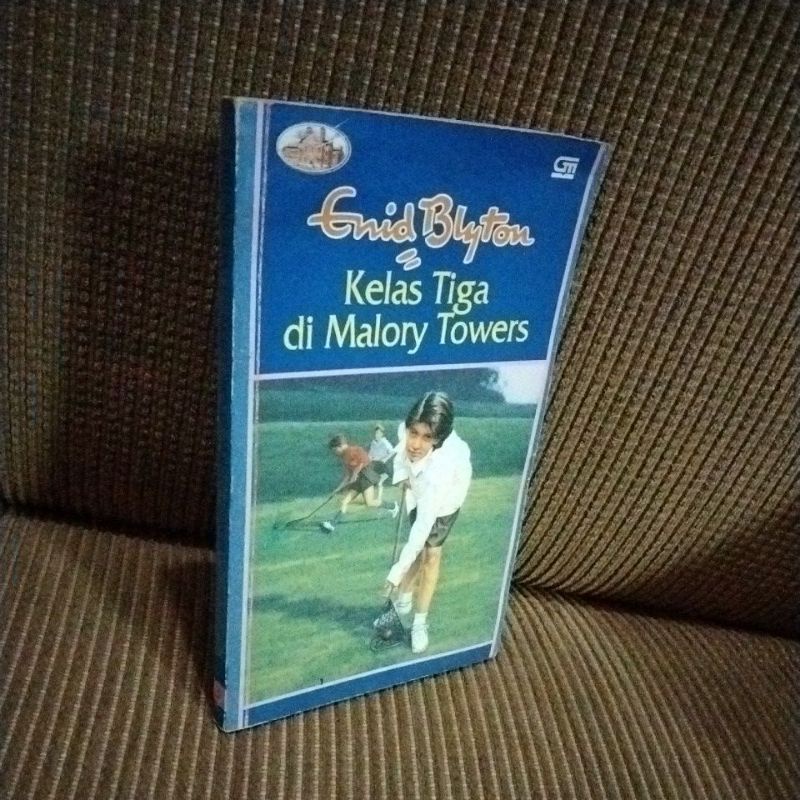 Enid Blyton
Kelas Tiga
di Malory Towers